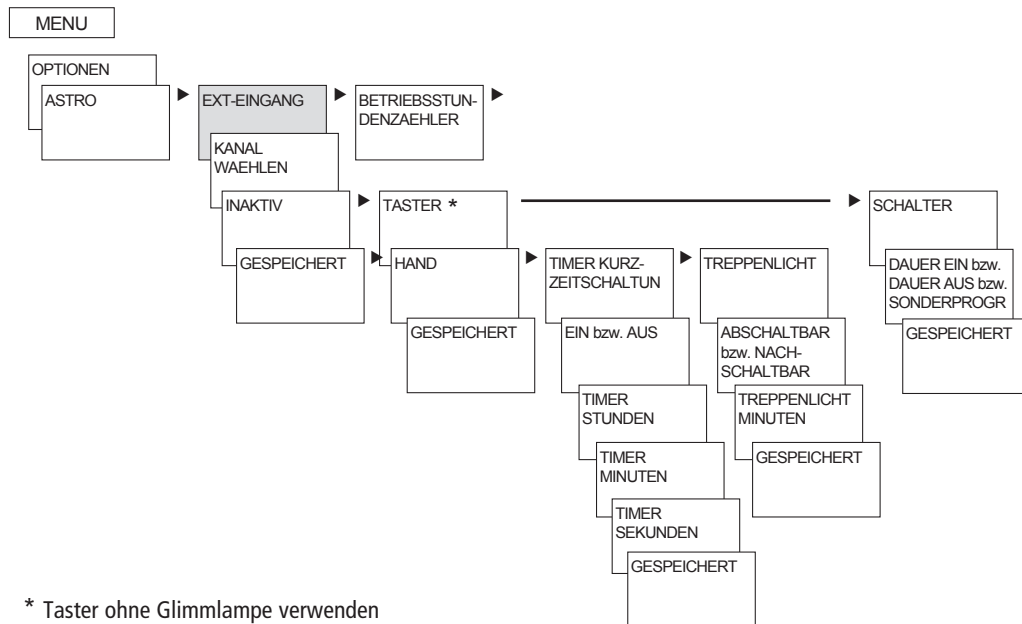 MENU
OPTIONEN
ASTRO
EXT-EINGANG
BETRIEBSSTUN-
DENZAEHLER
KANAL
WAEHLEN
INAKTIV
TASTER *
SCHALTER
GESPEICHERT
HAND
TIMER KURZ-
ZEITSCHALTUN
TREPPENLICHT
DAUER EIN bzw.
DAUER AUS bzw.
SONDERPROGR
GESPEICHERT
EIN bzw. AUS
ABSCHALTBAR
bzw. NACH-
SCHALTBAR
GESPEICHERT
TIMER
STUNDEN
TREPPENLICHT
MINUTEN
TIMER
MINUTEN
GESPEICHERT
TIMER
SEKUNDEN
GESPEICHERT
* Taster ohne Glimmlampe verwenden